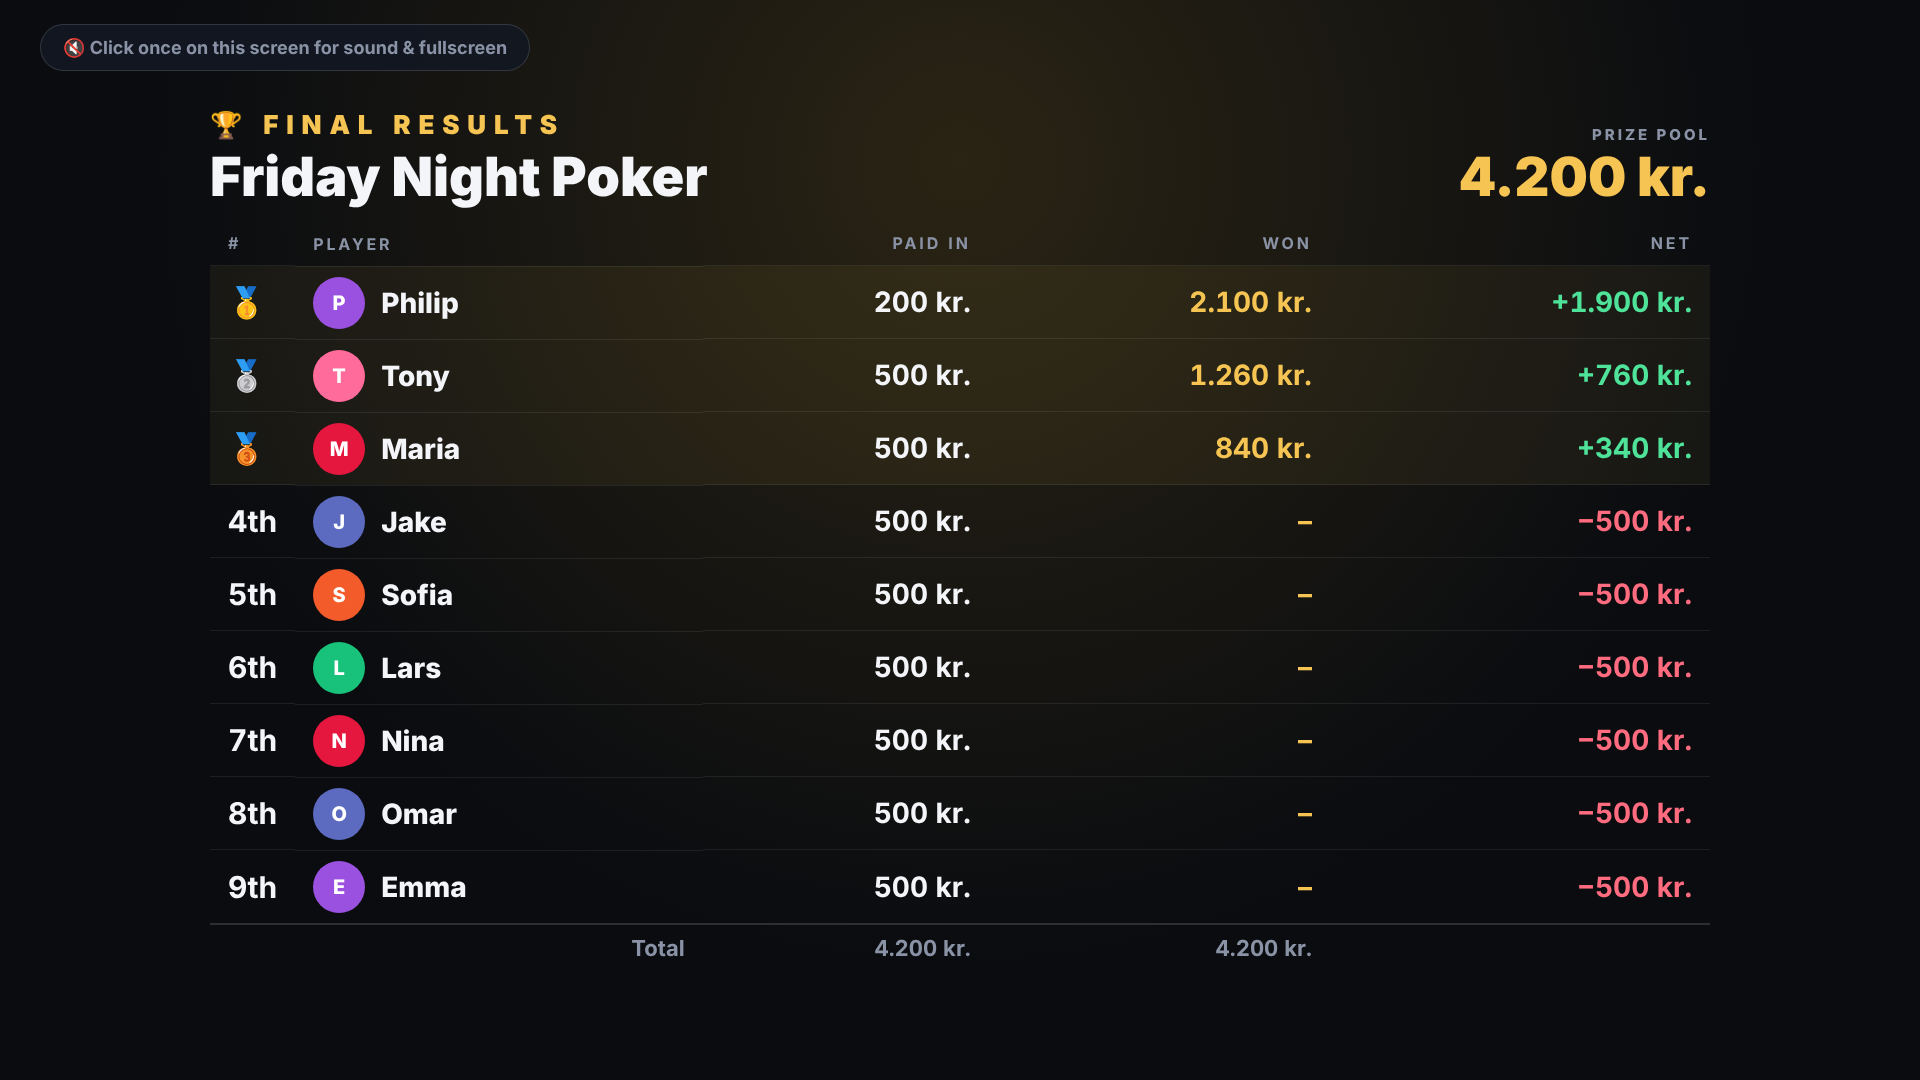 🔇 Click once on this screen for sound & fullscreen
🏆 FINAL RESULTS
Friday Night Poker
PRIZE POOL
4.200 kr.
# PLAYER PAID IN WON NET
🥇 P Philip 200 kr. 2.100 kr. +1.900 kr.
🥈 T Tony 500 kr. 1.260 kr. +760 kr.
🥉 M Maria 500 kr. 840 kr. +340 kr.
4th J Jake 500 kr. – −500 kr.
5th S Sofia 500 kr. – −500 kr.
6th L Lars 500 kr. – −500 kr.
7th N Nina 500 kr. – −500 kr.
8th O Omar 500 kr. – −500 kr.
9th E Emma 500 kr. – −500 kr.
Total 4.200 kr. 4.200 kr.